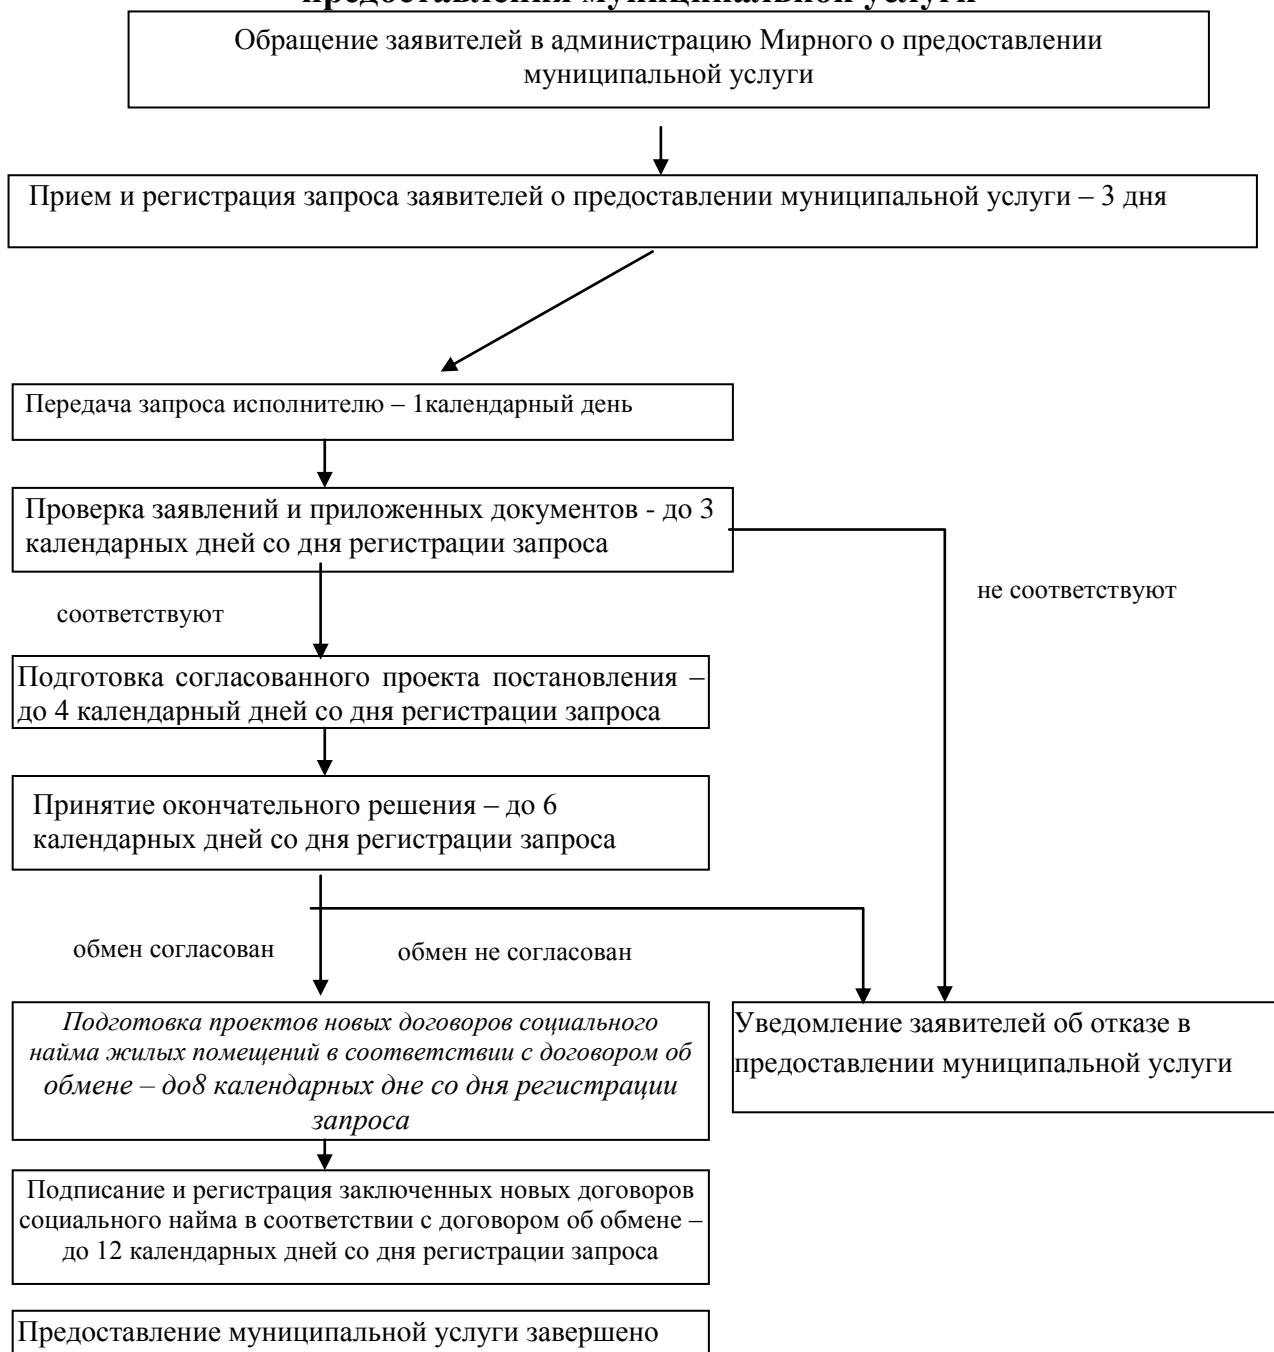 предоставления муниципальной услуги
Обращение заявителей в администрацию Мирного о предоставлении
муниципальной услуги
Прием и регистрация запроса заявителей о предоставлении муниципальной услуги – 3 дня
Передача запроса исполнителю – 1календарный день
Проверка заявлений и приложенных документов - до 3
календарных дней со дня регистрации запроса
не соответствуют
соответствуют
Подготовка согласованного проекта постановления –
до 4 календарный дней со дня регистрации запроса
Принятие окончательного решения – до 6
календарных дней со дня регистрации запроса
обмен согласован
обмен не согласован
Подготовка проектов новых договоров социального
найма жилых помещений в соответствии с договором об
обмене – до8 календарных дне со дня регистрации
запроса
Уведомление заявителей об отказе в
предоставлении муниципальной услуги
Подписание и регистрация заключенных новых договоров
социального найма в соответствии с договором об обмене –
до 12 календарных дней со дня регистрации запроса
Предоставление муниципальной услуги завершено